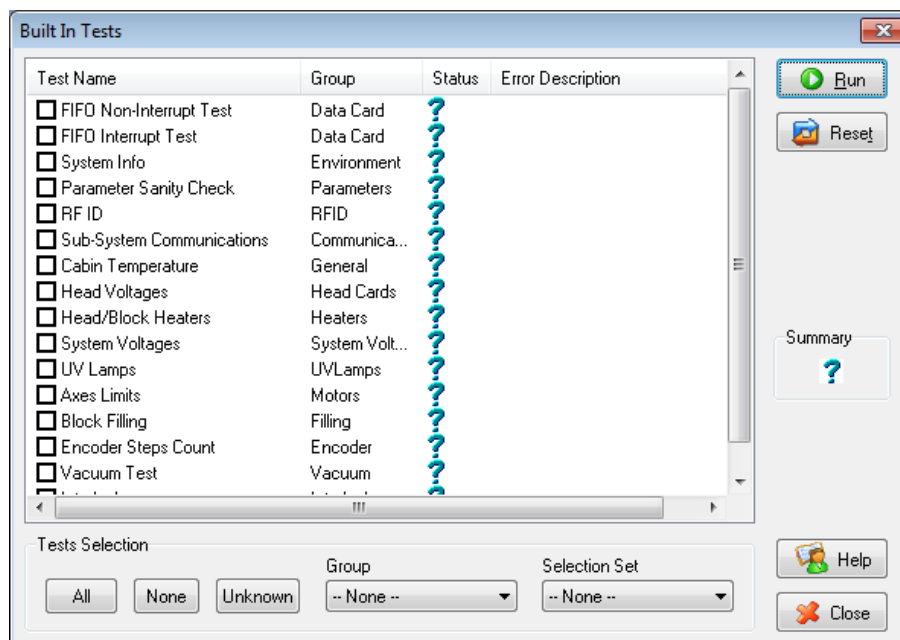 Built In Tests
Test Name Group Status Error Description
FIFO Non-Interrupt Test Data Card ?
FIFO Interrupt Test Data Card ?
System Info Environment ?
Parameter Sanity Check Parameters ?
RF ID RFID ?
Sub-System Communications Communica... ?
Cabin Temperature General ?
Head Voltages Head Cards ?
Head/Block Heaters Heaters ?
System Voltages System Volt... ?
UV Lamps UVLamps ?
Axes Limits Motors ?
Block Filling Filling ?
Encoder Steps Count Encoder ?
Vacuum Test Vacuum ?
Run
Reset
Summary
?
Tests Selection
All None Unknown
Group
-- None --
Selection Set
-- None --
Help
Close